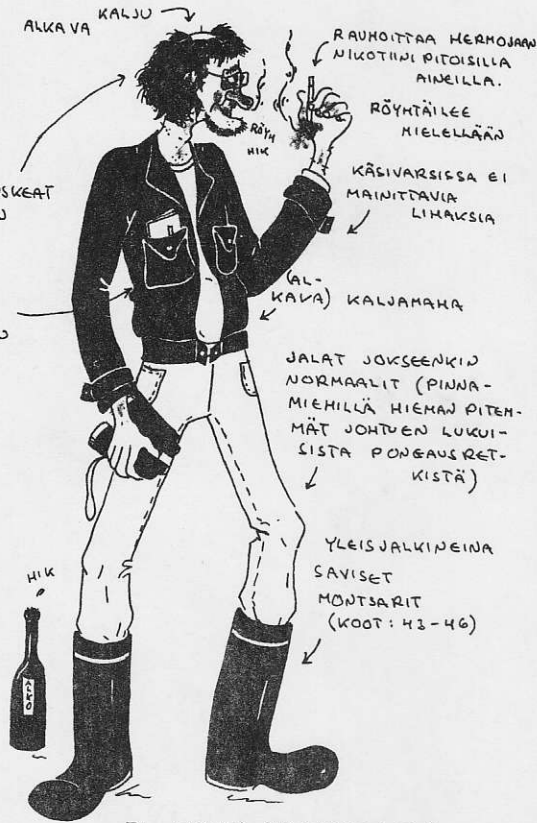 ALKAVA KALJU
RAUHOITTAA HERMOJAAN
NIKOTIINI PITOISILLA
AINEILLA.
RÖYHTÄILEE
MIELELLÄÄN
RÖYH
HIK
SKEAT
KÄSIVARSISSA EI
MAINITTAVIA
LIHAKSIA
(AL-
KAVA) KALJAMAHA
JALAT JOKSEENKIN
NORMAALIT (PINNA-
MIEHILLÄ HIEMAN PITEM-
MÄT JOHTUEN LUKUI-
SISTA PONGAUSRET-
KISTÄ)
YLEISJALKINEINA
SAVISET
MONTSARIT
(KOOT: 43-46)
HIK
ALKO